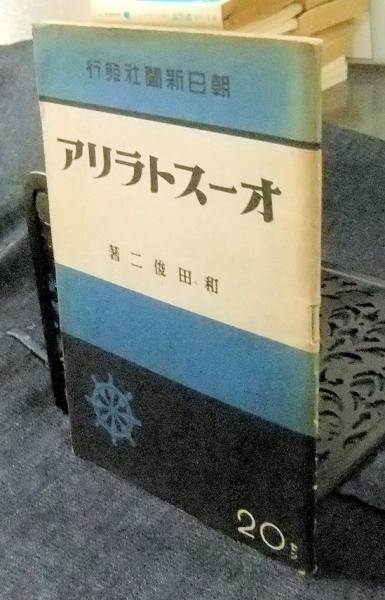 朝日新聞社發行
オーストラリア
和田俊二著
20